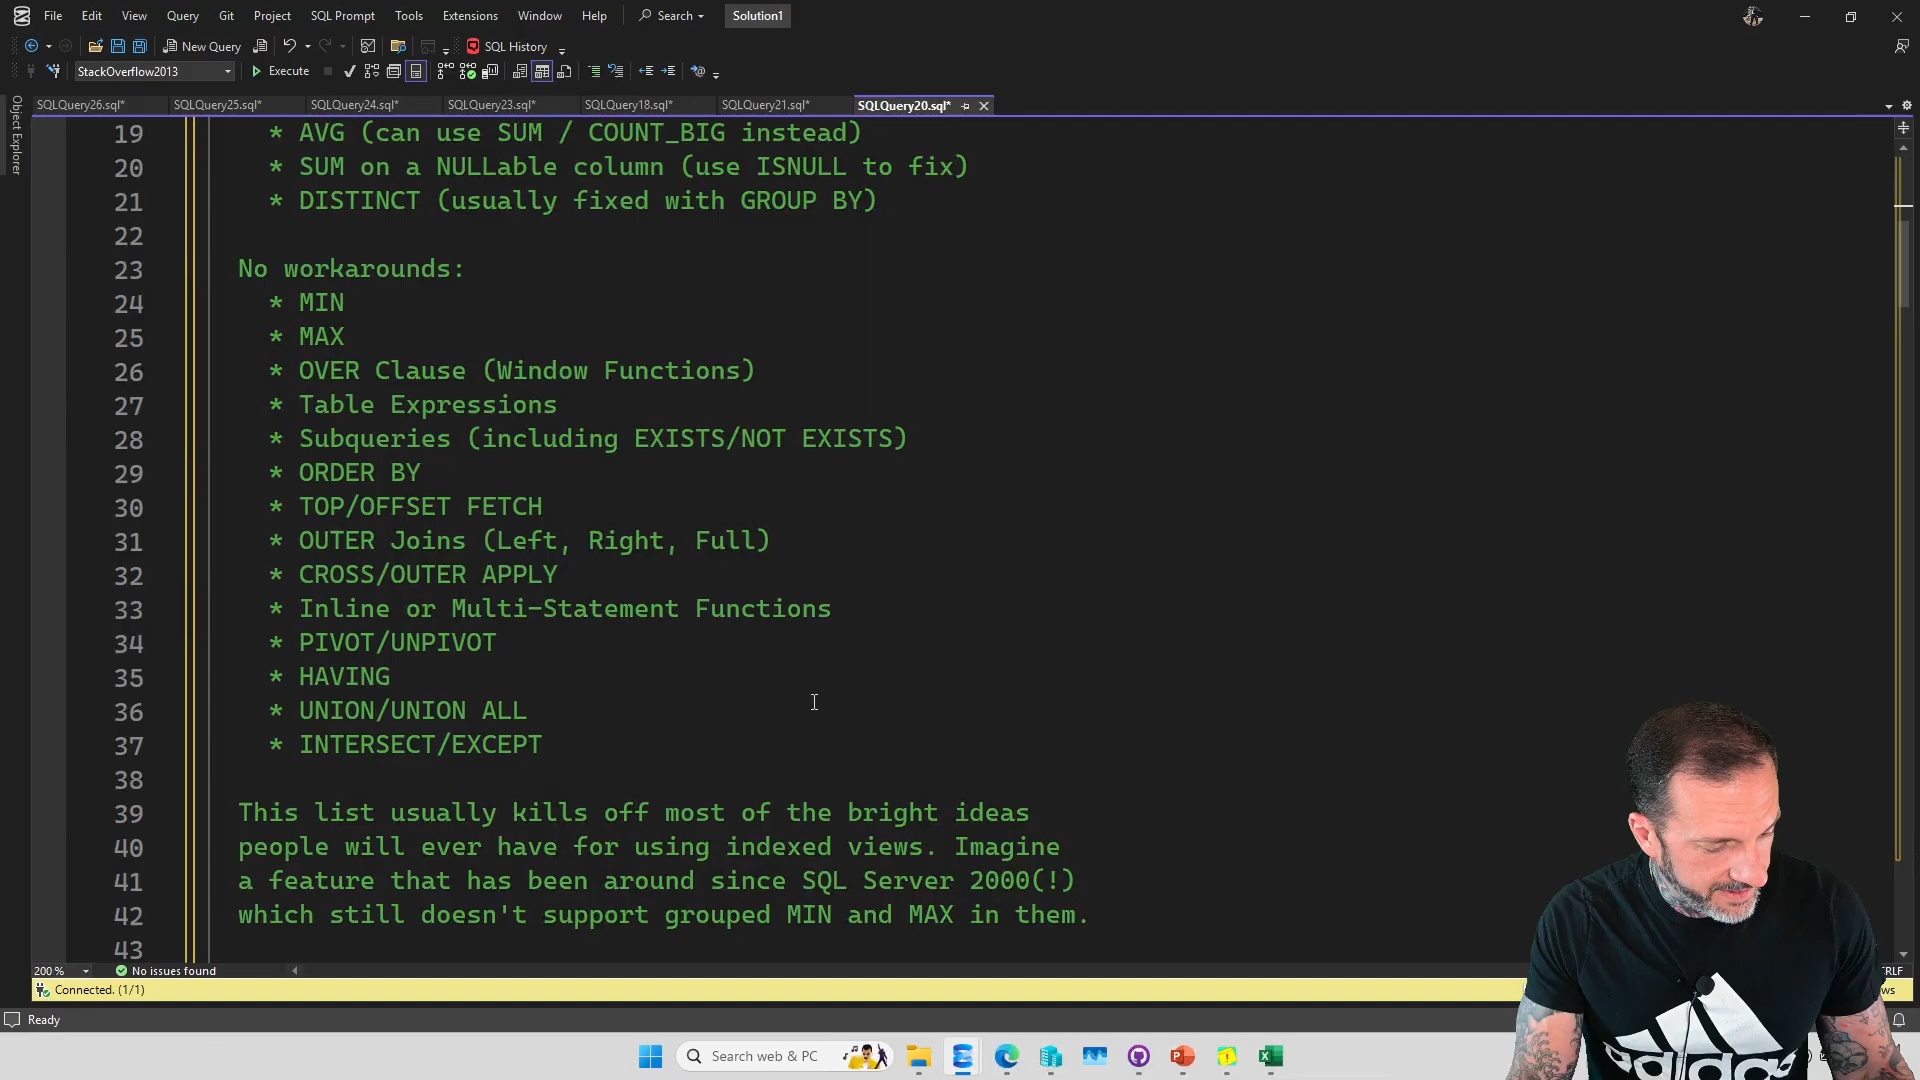 File Edit View Query Git Project SQL Prompt Tools Extensions Window Help Search Solution1
New Query SQL History
StackOverflow2013 Execute
SQLQuery26.sql* SQLQuery25.sql* SQLQuery24.sql* SQLQuery23.sql* SQLQuery18.sql* SQLQuery21.sql* SQLQuery20.sql*
Object Explorer
19 * AVG (can use SUM / COUNT_BIG instead)
20 * SUM on a NULLable column (use ISNULL to fix)
21 * DISTINCT (usually fixed with GROUP BY)
22
23 No workarounds:
24 * MIN
25 * MAX
26 * OVER Clause (Window Functions)
27 * Table Expressions
28 * Subqueries (including EXISTS/NOT EXISTS)
29 * ORDER BY
30 * TOP/OFFSET FETCH
31 * OUTER Joins (Left, Right, Full)
32 * CROSS/OUTER APPLY
33 * Inline or Multi-Statement Functions
34 * PIVOT/UNPIVOT
35 * HAVING
36 * UNION/UNION ALL
37 * INTERSECT/EXCEPT
38
39 This list usually kills off most of the bright ideas
40 people will ever have for using indexed views. Imagine
41 a feature that has been around since SQL Server 2000(!)
42 which still doesn't support grouped MIN and MAX in them.
43
200 % No issues found
Connected. (1/1)
Ready
Search web & PC
adidas